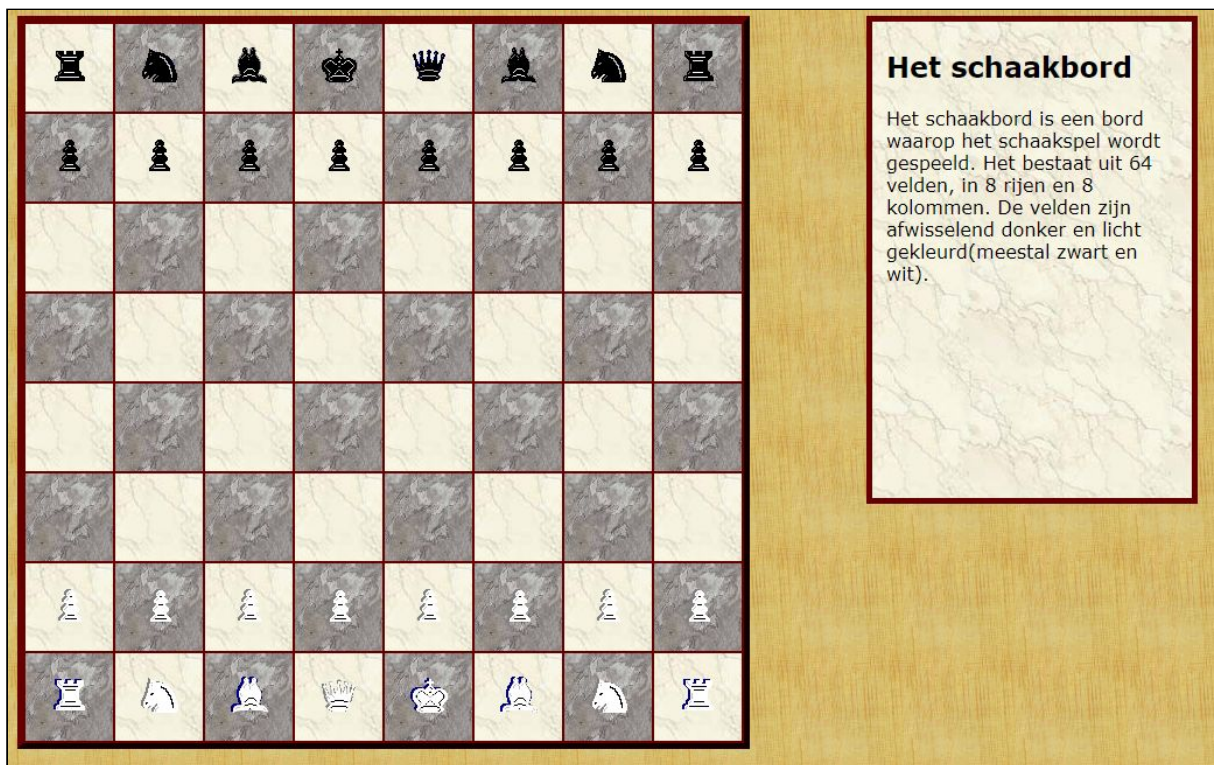 Het schaakbord
Het schaakbord is een bord
waarop het schaakspel wordt
gespeeld. Het bestaat uit 64
velden, in 8 rijen en 8
kolommen. De velden zijn
afwisselend donker en licht
gekleurd(meestal zwart en
wit).